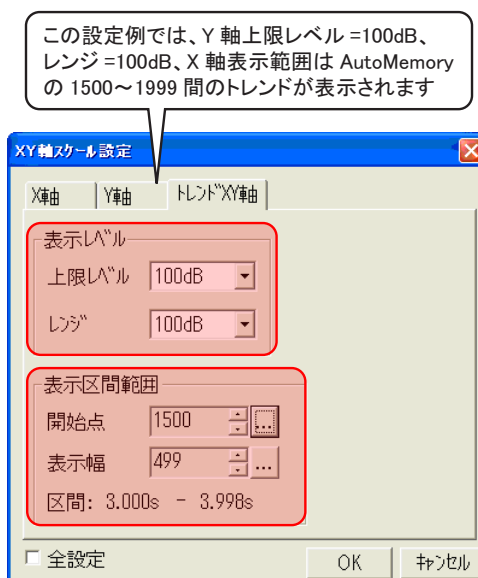 この設定例では、Y 軸上限レベル =100dB、
レンジ =100dB、X 軸表示範囲は AutoMemory
の 1500～1999 間のトレンドが表示されます
XY軸スケール設定
X軸 Y軸 トレンドXY軸
表示レベル
上限レベル 100dB
レンジ 100dB
表示区間範囲
開始点 1500 ...
表示幅 499 ...
区間: 3.000s - 3.998s
全設定 OK キャンセル